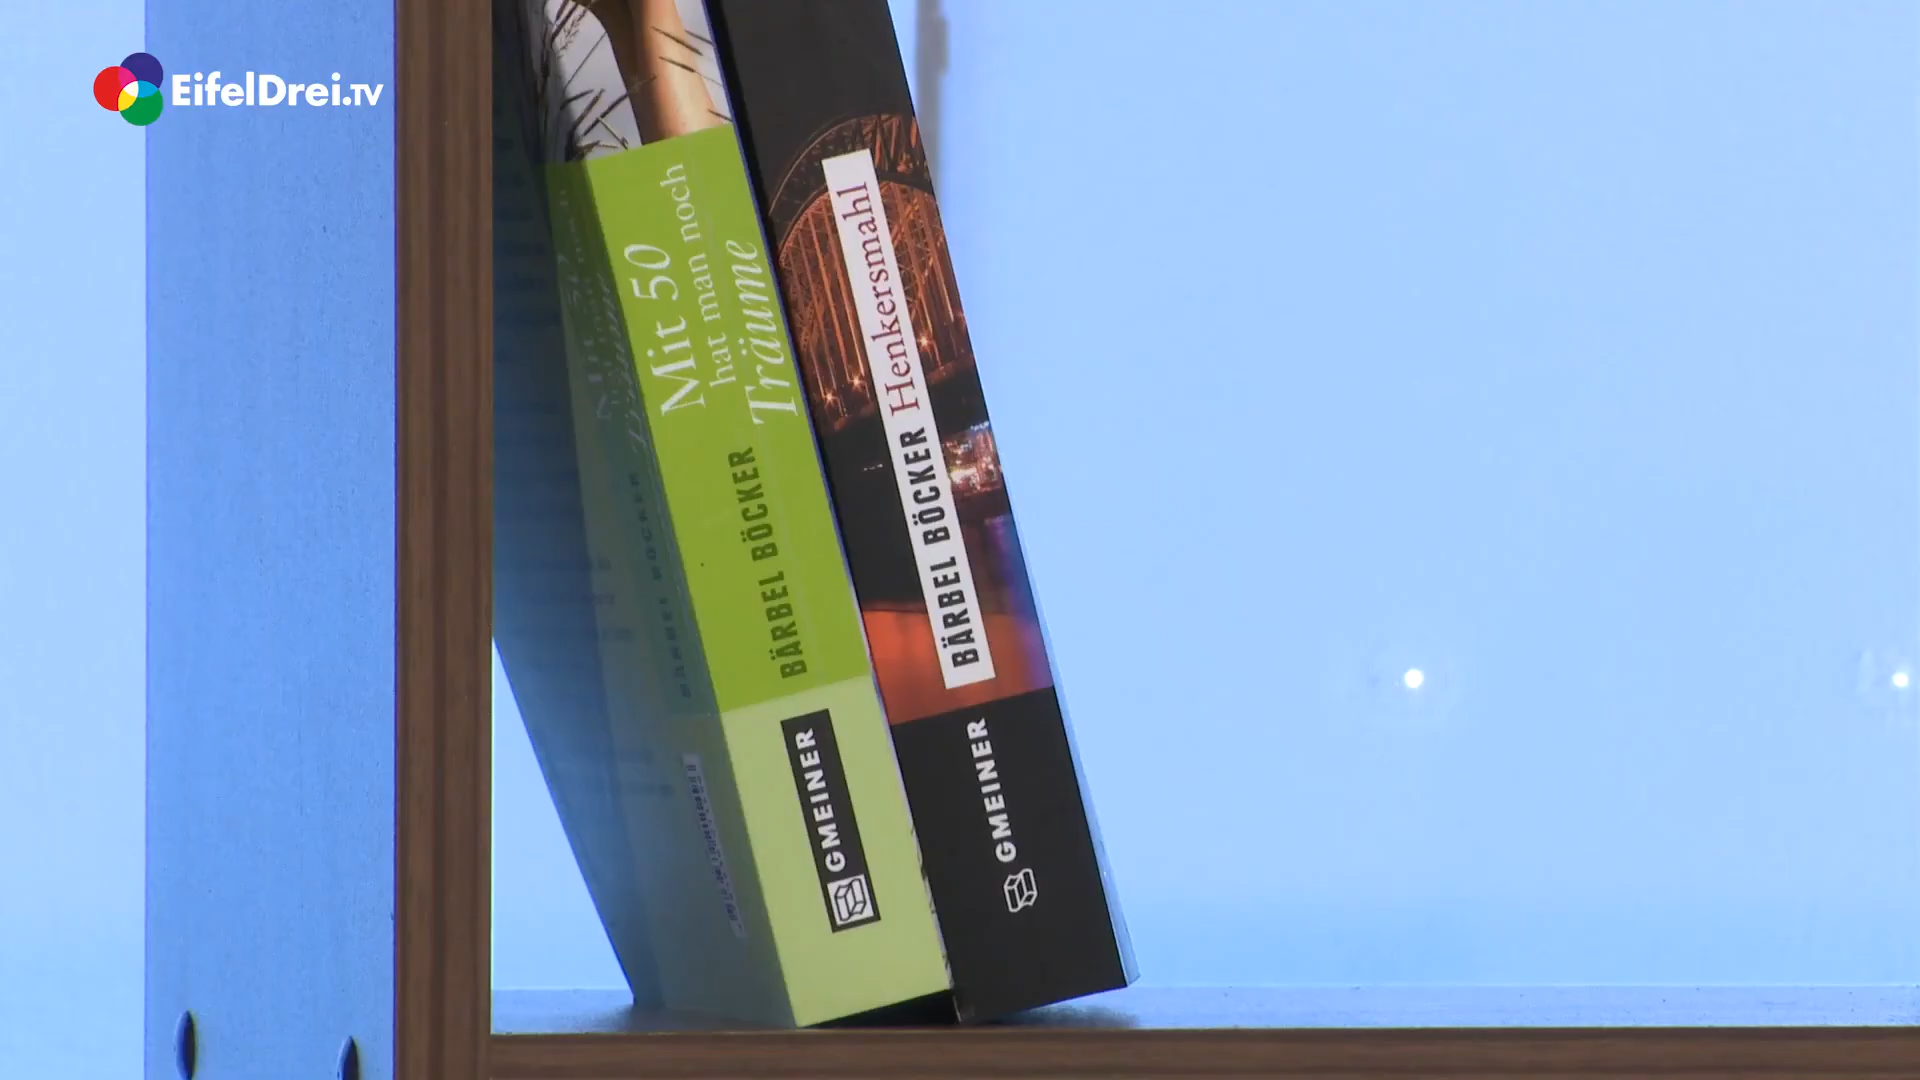 EifelDrei.TV
Mit 50
hat man noch
Träume
BÄRBEL BÖCKER
GMEINER
BÄRBEL BÖCKER Henkersmahl
GMEINER